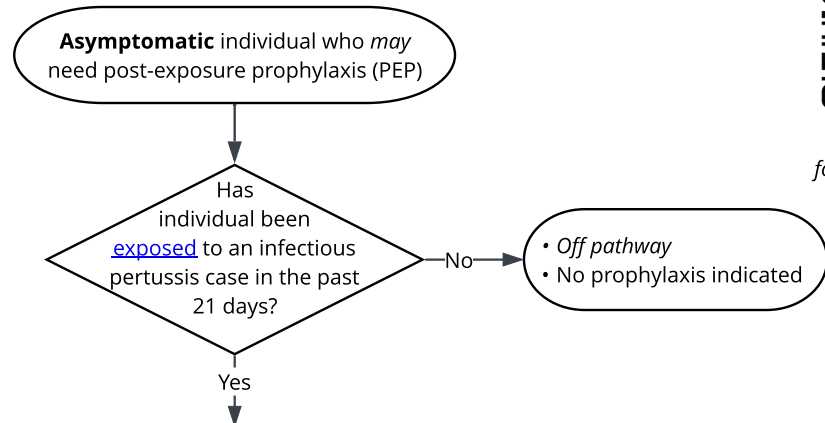 Asymptomatic individual who may
need post-exposure prophylaxis (PEP)
Has
individual been
exposed to an infectious
pertussis case in the past
21 days?
No
• Off pathway
• No prophylaxis indicated
Yes